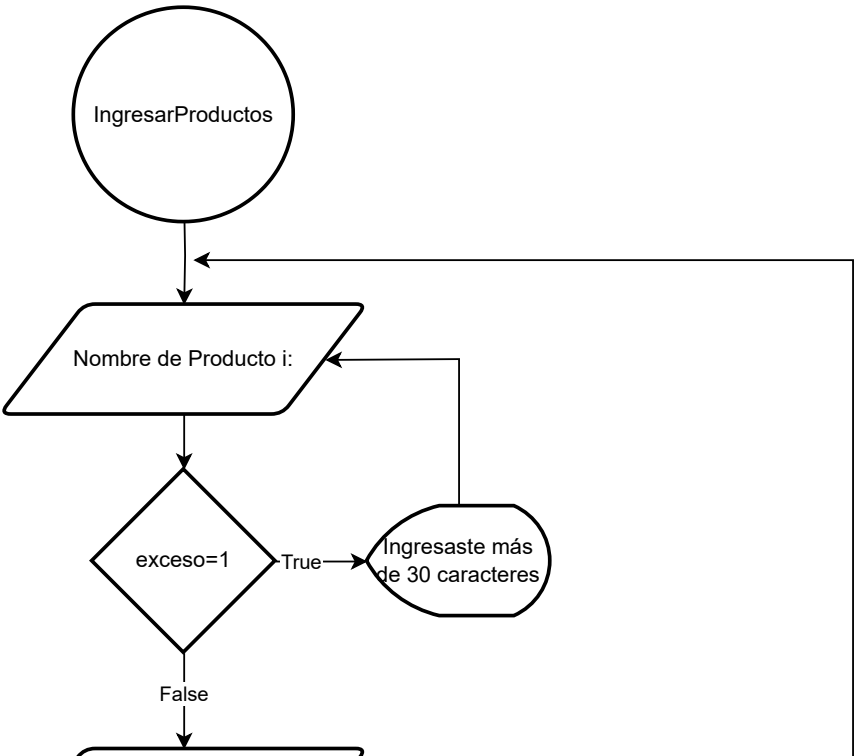 IngresarProductos
Nombre de Producto i:
exceso=1
True
Ingresaste más
de 30 caracteres
False